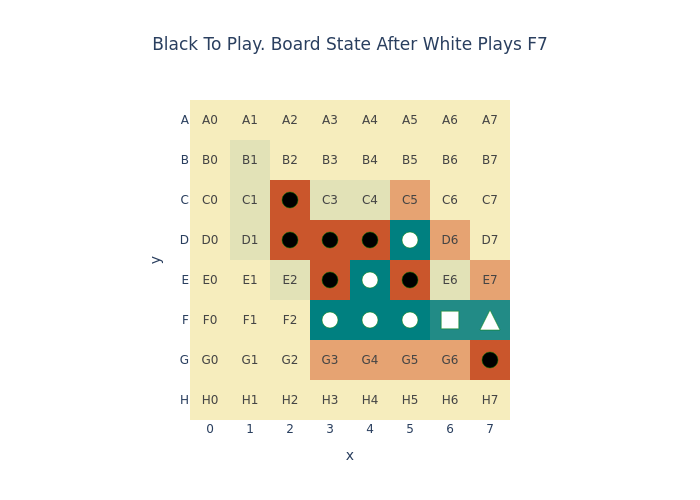 Black To Play. Board State After White Plays F7
A A0 A1 A2 A3 A4 A5 A6 A7
B B0 B1 B2 B3 B4 B5 B6 B7
C C0 C1 C3 C4 C5 C6 C7
D D0 D1 D6 D7
E E0 E1 E2 E6 E7
F F0 F1 F2
G G0 G1 G2 G3 G4 G5 G6
H H0 H1 H2 H3 H4 H5 H6 H7
0 1 2 3 4 5 6 7
x
y